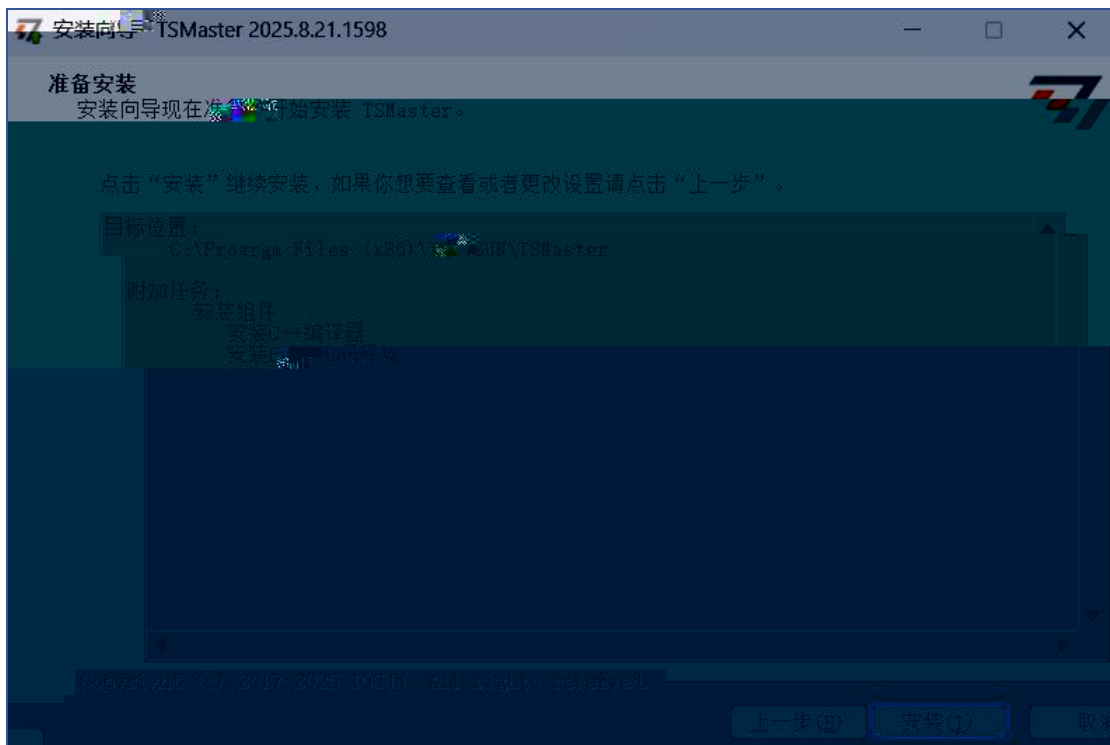 安装向导 TSMaster 2025.8.21.1598
准备安装
安装向导现在准 开始安装 TSMaster。
点击“安装”继续安装，如果你想要查看或者更改设置请点击“上一步”。
目标位置:
C:\Program Files (x86)\ \TSMaster
附加任务:
安装组件
安装C++编译器
安装
Copyright (c) 2017-2025 TOSUN. all rights reserved.
上一步(B) 安装(I)